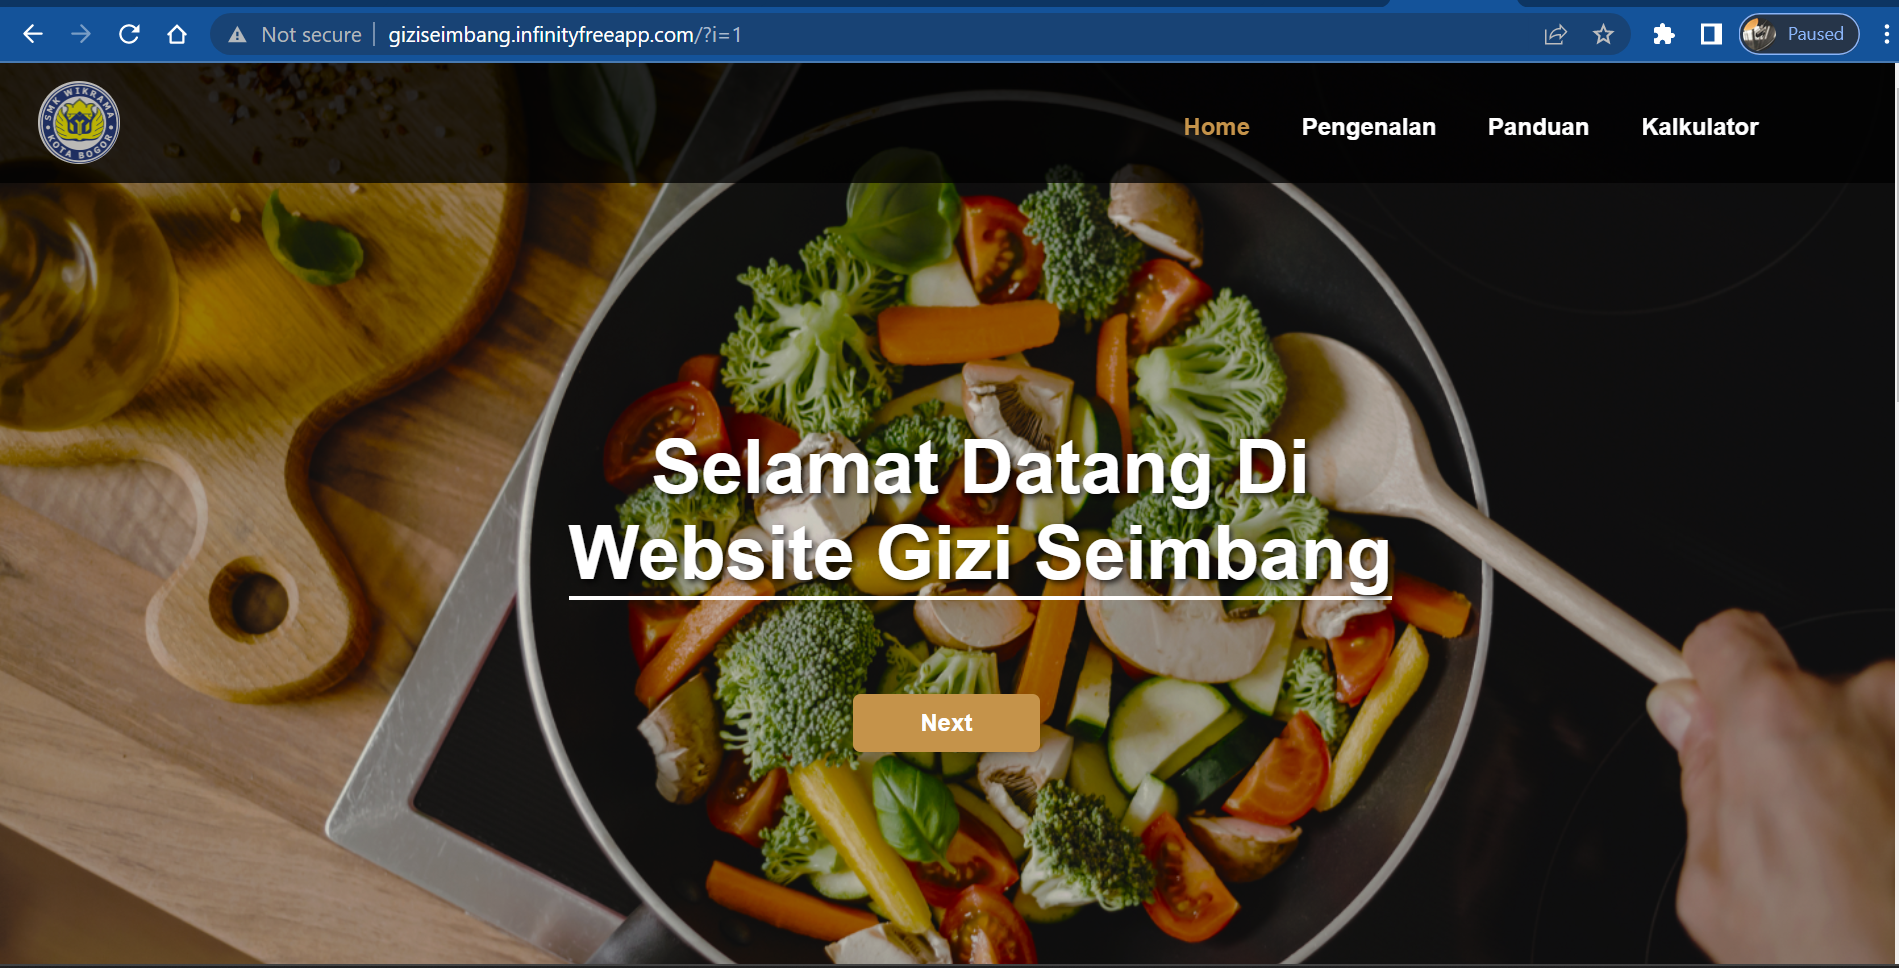 Not secure
giziseimbang.infinityfreeapp.com/?i=1
Paused
SMK WIKRAMA
KOTA BOGOR
Home
Pengenalan
Panduan
Kalkulator
Selamat Datang Di
Website Gizi Seimbang
Next